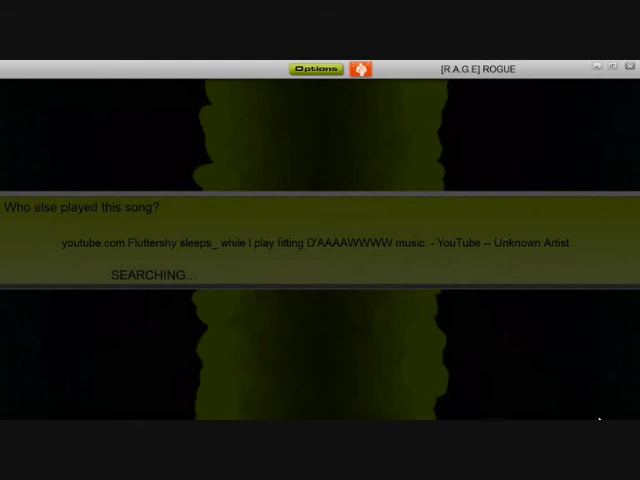 Options
[R.A.G.E] ROGUE
Who else played this song?
youtube.com.Fluttershy sleeps_ while I play fitting D'AAAAWWWW music. - YouTube -- Unknown Artist
SEARCHING...